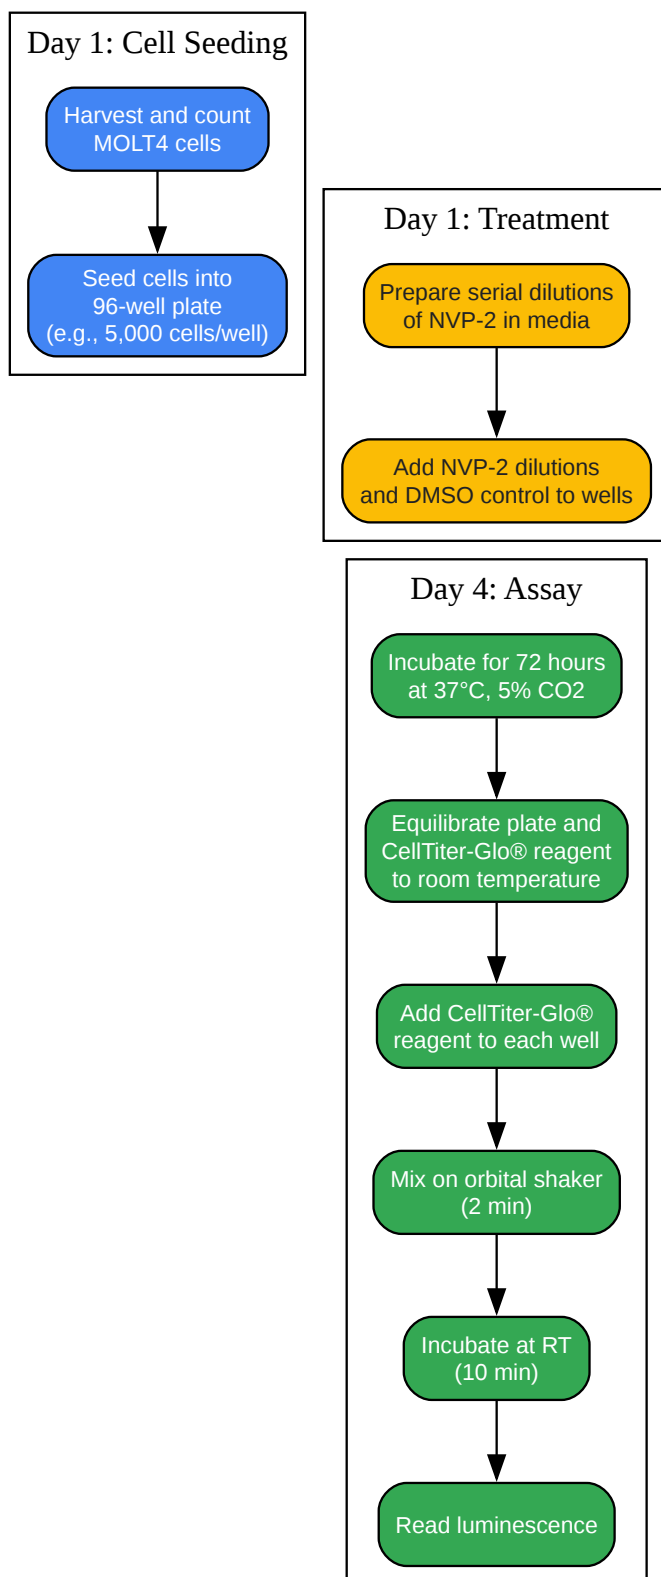 Day 1: Cell Seeding
Harvest and count
MOLT4 cells
Seed cells into
96-well plate
(e.g., 5,000 cells/well)
Day 1: Treatment
Prepare serial dilutions
of NVP-2 in media
Add NVP-2 dilutions
and DMSO control to wells
Day 4: Assay
Incubate for 72 hours
at 37°C, 5% CO2
Equilibrate plate and
CellTiter-Glo® reagent
to room temperature
Add CellTiter-Glo®
reagent to each well
Mix on orbital shaker
(2 min)
Incubate at RT
(10 min)
Read luminescence